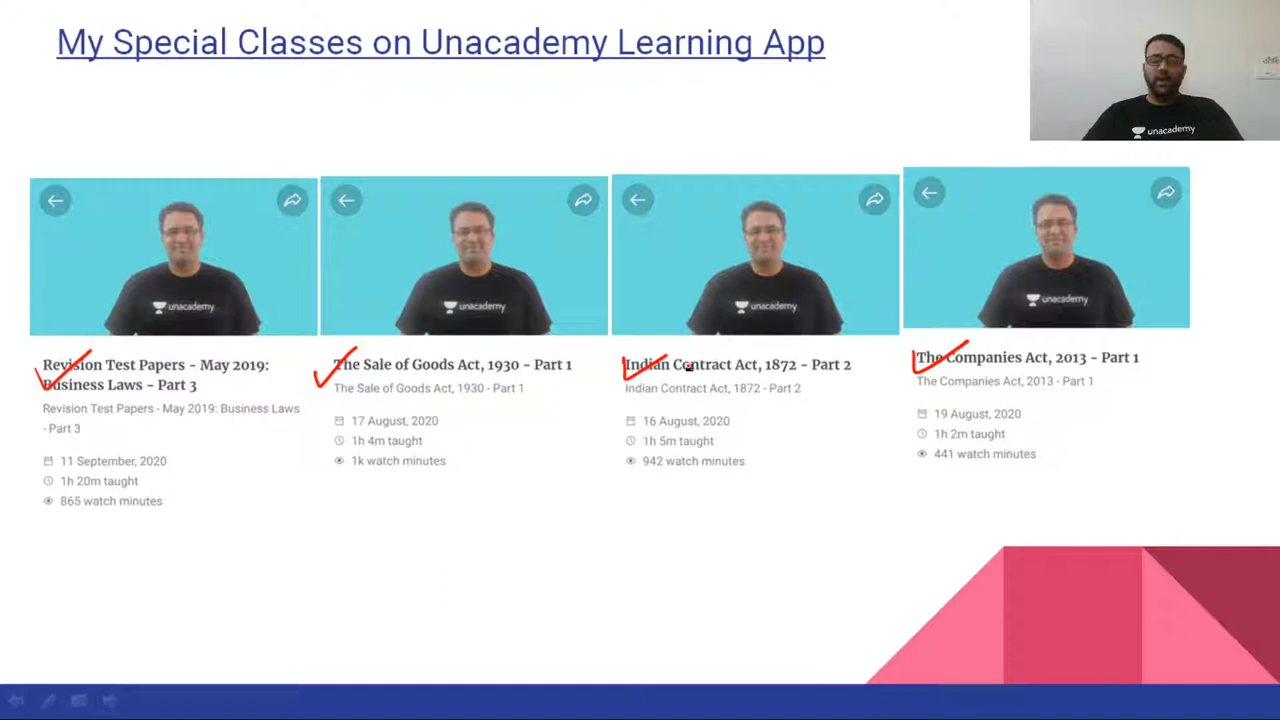 My Special Classes on Unacademy Learning App
unacademy
unacademy
unacademy
unacademy
unacademy
Revision Test Papers - May 2019:
Business Laws - Part 3
Revision Test Papers - May 2019: Business Laws
- Part 3
11 September, 2020
1h 20m taught
865 watch minutes
The Sale of Goods Act, 1930 - Part 1
The Sale of Goods Act, 1930 - Part 1
17 August, 2020
1h 4m taught
1k watch minutes
Indian Contract Act, 1872 - Part 2
Indian Contract Act, 1872 - Part 2
16 August, 2020
1h 5m taught
942 watch minutes
The Companies Act, 2013 - Part 1
The Companies Act, 2013 - Part 1
19 August, 2020
1h 2m taught
441 watch minutes